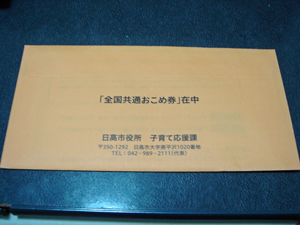 「全国共通おこめ券」在中
日高市役所　子育て応援課
〒350-1292　日高市大字南平沢1020番地
TEL：042-989-2111(代表)